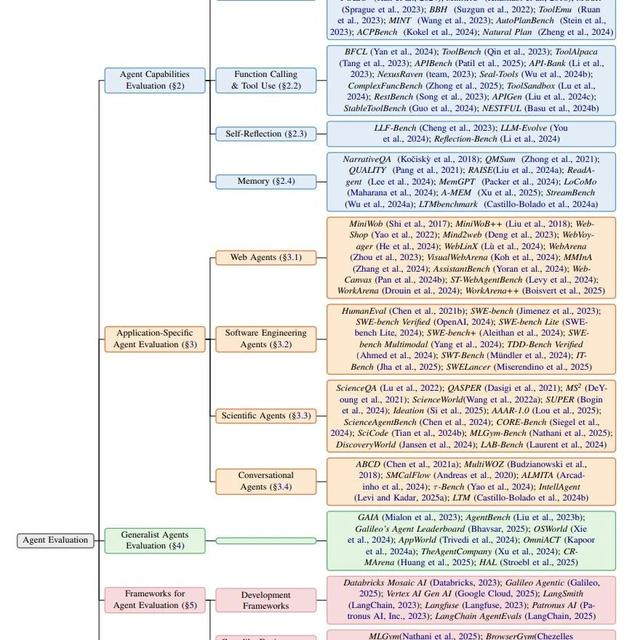 (Sprague et al., 2023); BBH (Suzgun et al., 2022); ToolEmu (Ruan
et al., 2023); MINT (Wang et al., 2023); AutoPlanBench (Stein et al.,
2023); ACPBench (Kokel et al., 2024); Natural Plan (Zheng et al., 2024)
Agent Capabilities
Evaluation (§2)
Function Calling
& Tool Use (§2.2)
BFCL (Yan et al., 2024); ToolBench (Qin et al., 2023); ToolAlpaca
(Tang et al., 2023); APIBench (Patil et al., 2025); API-Bank (Li et al.,
2023); NexusRaven (team, 2023); Seal-Tools (Wu et al., 2024b);
ComplexFuncBench (Zhong et al., 2025); ToolSandbox (Lu et al.,
2024); RestBench (Song et al., 2023); APIGen (Liu et al., 2024c);
StableToolBench (Guo et al., 2024); NESTFUL (Basu et al., 2024b)
Self-Reflection (§2.3)
LLF-Bench (Cheng et al., 2023); LLM-Evolve (You
et al., 2024); Reflection-Bench (Li et al., 2024)
Memory (§2.4)
NarrativeQA (Kočiský et al., 2018); QMSum (Zhong et al., 2021);
QUALITY (Pang et al., 2021); RAISE(Liu et al., 2024a); ReadA-
gent (Lee et al., 2024); MemGPT (Packer et al., 2024); LoCoMo
(Maharana et al., 2024); A-MEM (Xu et al., 2025); StreamBench
(Wu et al., 2024a); LTMbenchmark (Castillo-Bolado et al., 2024a)
Application-Specific
Agent Evaluation (§3)
Web Agents (§3.1)
MiniWob (Shi et al., 2017); MiniWoB++ (Liu et al., 2018); Web-
Shop (Yao et al., 2022); Mind2web (Deng et al., 2023); WebVoy-
ager (He et al., 2024); WebLinX (Lù et al., 2024); WebArena
(Zhou et al., 2023); VisualWebArena (Koh et al., 2024); MMInA
(Zhang et al., 2024); AssistantBench (Yoran et al., 2024); Web-
Canvas (Pan et al., 2024b); ST-WebAgentBench (Levy et al., 2024);
WorkArena (Drouin et al., 2024); WorkArena++ (Boisvert et al., 2025)
Software Engineering
Agents (§3.2)
HumanEval (Chen et al., 2021b); SWE-bench (Jimenez et al., 2023);
SWE-bench Verified (OpenAI, 2024); SWE-bench Lite (SWE-
bench Lite, 2024); SWE-bench+ (Aleithan et al., 2024); SWE-
bench Multimodal (Yang et al., 2024); TDD-Bench Verified
(Ahmed et al., 2024); SWT-Bench (Mündler et al., 2024); IT-
Bench (Jha et al., 2025); SWELancer (Miserendino et al., 2025)
Scientific Agents (§3.3)
ScienceQA (Lu et al., 2022); QASPER (Dasigi et al., 2021); MS² (DeY-
oung et al., 2021); ScienceWorld(Wang et al., 2022a); SUPER (Bogin
et al., 2024); Ideation (Si et al., 2025); AAAR-1.0 (Lou et al., 2025);
ScienceAgentBench (Chen et al., 2024); CORE-Bench (Siegel et al.,
2024); SciCode (Tian et al., 2024b); MLGym-Bench (Nathani et al., 2025);
DiscoveryWorld (Jansen et al., 2024); LAB-Bench (Laurent et al., 2024)
Conversational
Agents (§3.4)
ABCD (Chen et al., 2021a); MultiWOZ (Budzianowski et al.,
2018); SMCalFlow (Andreas et al., 2020); ALMITA (Arcad-
inho et al., 2024); τ-Bench (Yao et al., 2024); IntellAgent
(Levi and Kadar, 2025a); LTM (Castillo-Bolado et al., 2024b)
Agent Evaluation
Generalist Agents
Evaluation (§4)
GAIA (Mialon et al., 2023); AgentBench (Liu et al., 2023b);
Galileo's Agent Leaderboard (Bhavsar, 2025); OSWorld (Xie
et al., 2024); AppWorld (Trivedi et al., 2024); OmniACT (Kapoor
et al., 2024a); TheAgentCompany (Xu et al., 2024); CR-
MArena (Huang et al., 2025); HAL (Stroebl et al., 2025)
Frameworks for
Agent Evaluation (§5)
Development
Frameworks
Databricks Mosaic AI (Databricks, 2023); Galileo Agentic (Galileo,
2025); Vertex AI Gen AI (Google Cloud, 2025); LangSmith
(LangChain, 2023); Langfuse (Langfuse, 2023); Patronus AI (Pa-
tronus AI, Inc., 2023); LangChain AgentEvals (LangChain, 2025)
MLGym(Nathani et al., 2025); BrowserGym(Chezelles